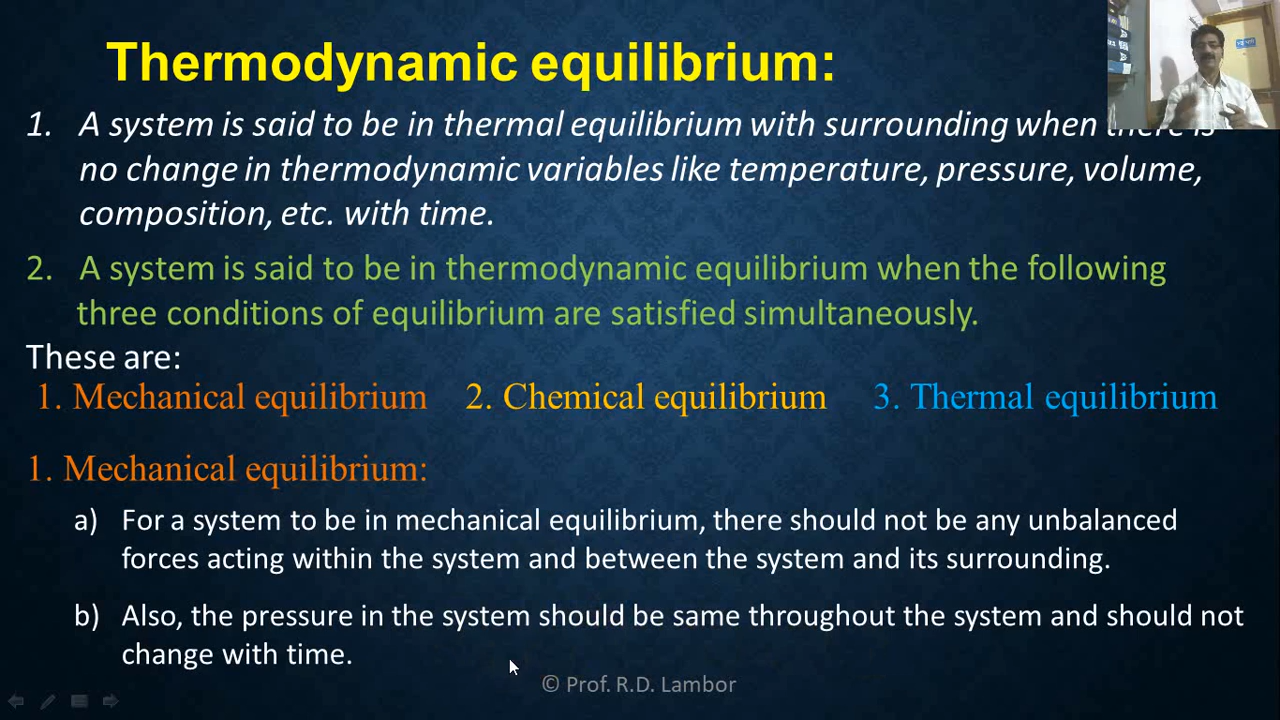 Thermodynamic equilibrium:
1. A system is said to be in thermal equilibrium with surrounding when there is
no change in thermodynamic variables like temperature, pressure, volume,
composition, etc. with time.
2. A system is said to be in thermodynamic equilibrium when the following
three conditions of equilibrium are satisfied simultaneously.
These are:
1. Mechanical equilibrium 2. Chemical equilibrium 3. Thermal equilibrium
1. Mechanical equilibrium:
a) For a system to be in mechanical equilibrium, there should not be any unbalanced
forces acting within the system and between the system and its surrounding.
b) Also, the pressure in the system should be same throughout the system and should not
change with time.
© Prof. R.D. Lambor